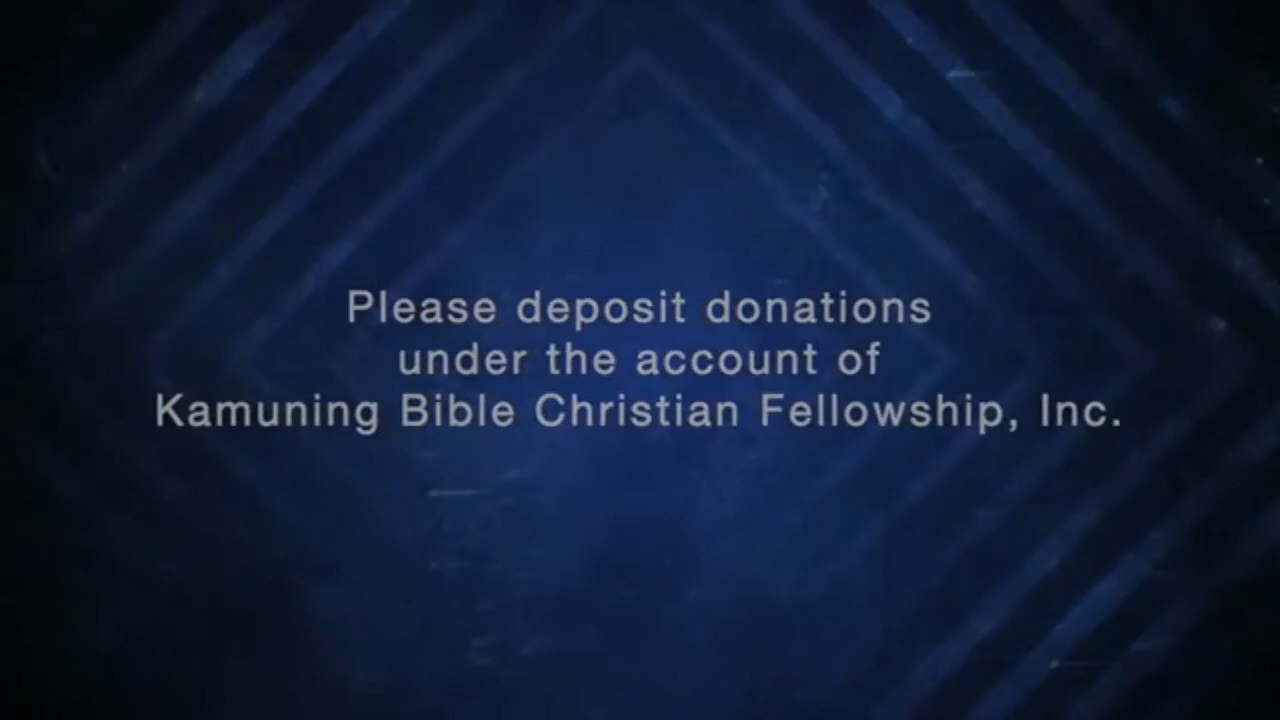 Please deposit donations
under the account of
Kamuning Bible Christian Fellowship, Inc.